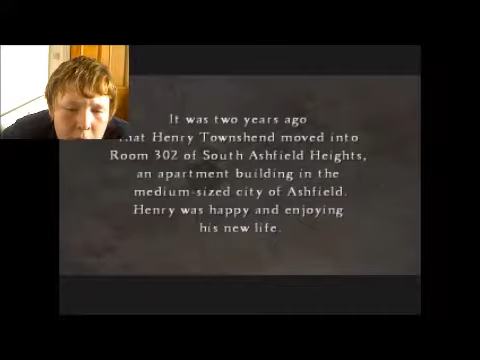 It was two years ago
that Henry Townshend moved into
Room 302 of South Ashfield Heights,
an apartment building in the
medium-sized city of Ashfield.
Henry was happy and enjoying
his new life.